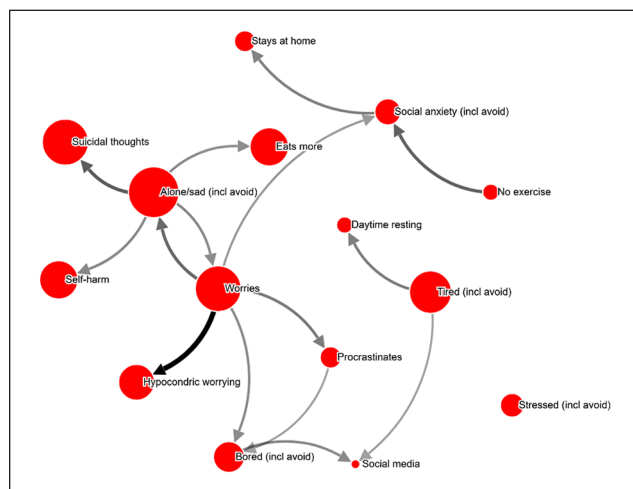 Stays at home
Social anxiety (incl avoid)
Suicidal thoughts
Eats more
Alone/sad (incl avoid)
No exercise
Daytime resting
Self-harm
Worries
Tired (incl avoid)
Procrastinates
Hypocondric worrying
Stressed (incl avoid)
Bored (incl avoid)
Social media